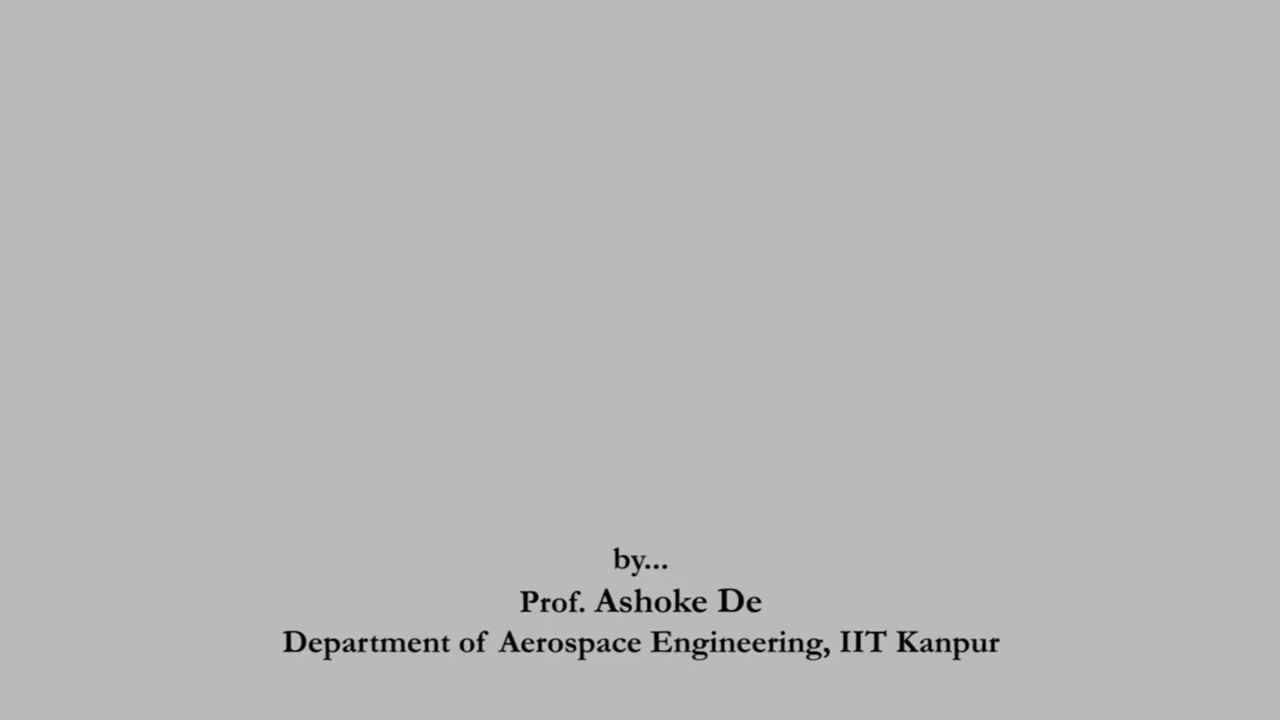 by...
Prof. Ashoke De
Department of Aerospace Engineering, IIT Kanpur